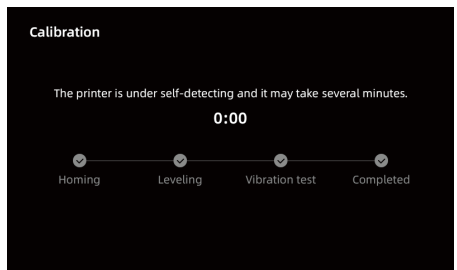 Calibration
The printer is under self-detecting and it may take several minutes.
0:00
Homing Leveling Vibration test Completed